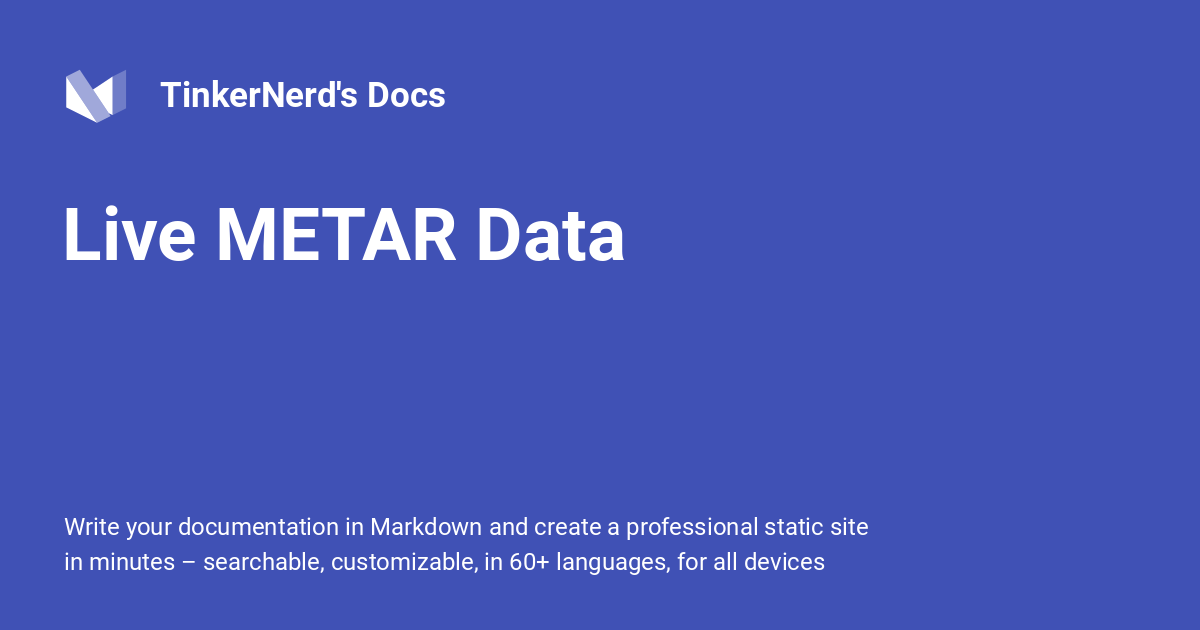 TinkerNerd's Docs
Live METAR Data
Write your documentation in Markdown and create a professional static site
in minutes – searchable, customizable, in 60+ languages, for all devices